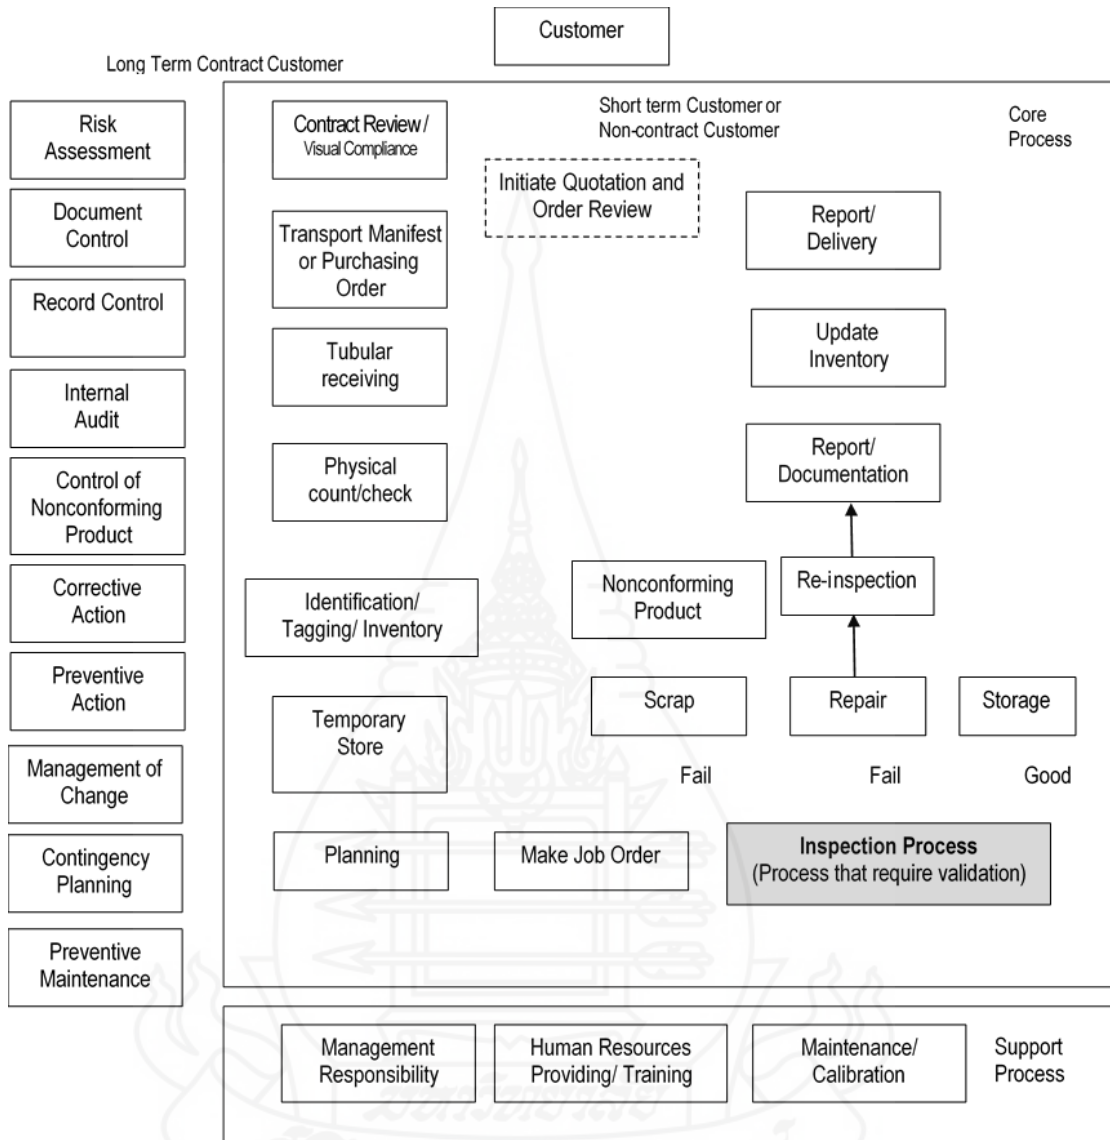 Customer
Long Term Contract Customer
Risk
Assessment
Document
Control
Record Control
Internal
Audit
Control of
Nonconforming
Product
Corrective
Action
Preventive
Action
Management of
Change
Contingency
Planning
Preventive
Maintenance
Contract Review /
Visual Compliance
Short term Customer or
Non-contract Customer
Core
Process
Initiate Quotation and
Order Review
Transport Manifest
or Purchasing
Order
Tubular
receiving
Physical
count/check
Identification/
Tagging/ Inventory
Temporary
Store
Planning
Make Job Order
Inspection Process
(Process that require validation)
Report/
Delivery
Update
Inventory
Report/
Documentation
Nonconforming
Product
Re-inspection
Scrap
Repair
Storage
Fail
Fail
Good
Management
Responsibility
Human Resources
Providing/ Training
Maintenance/
Calibration
Support
Process